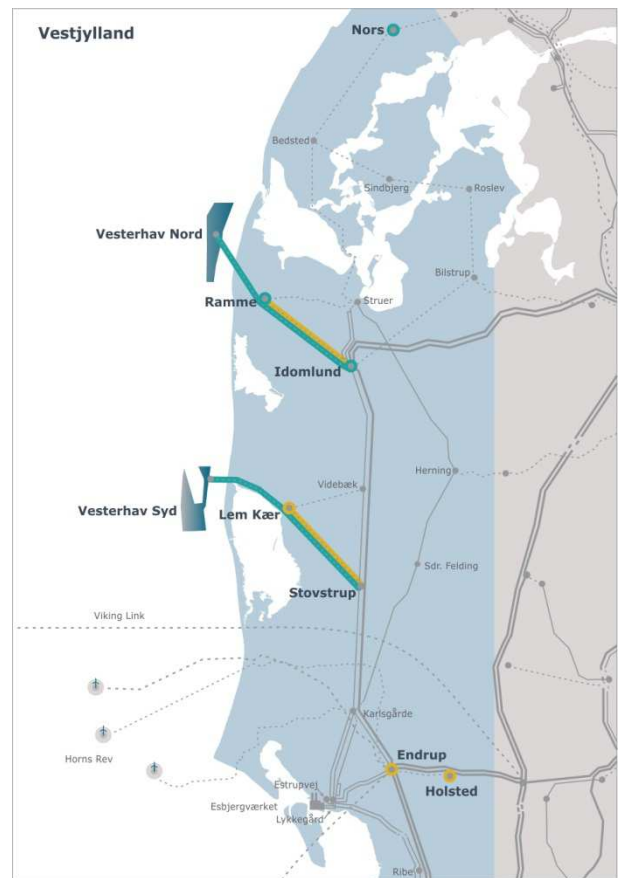 Vestjylland
Nors
Bedsted
Sindbjerg
Roslev
Vesterhav Nord
Bilstrup
Ramme
Struer
Idomlund
Herning
Videbæk
Vesterhav Syd
Lem Kær
Sdr. Felding
Stovstrup
Viking Link
Karlsgårde
Horns Rev
Endrup
Holsted
Estrupvej
Esbjergværket
Lykkegård
Ribe